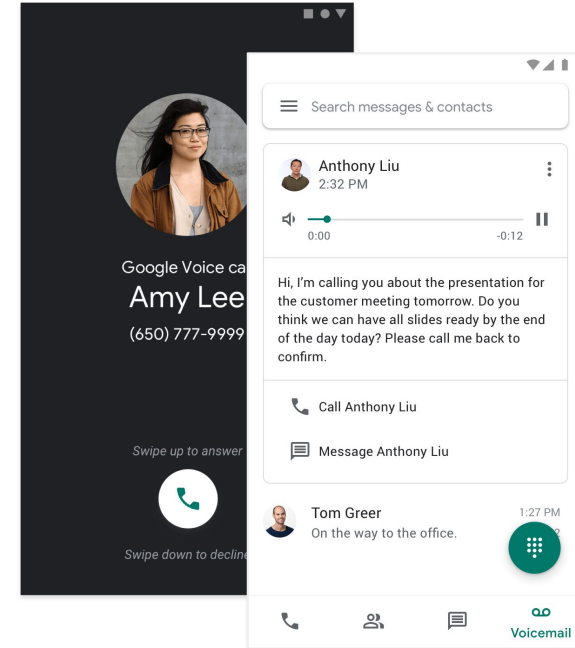 Google Voice ca
Amy Lee
(650) 777-9999
Swipe up to answer
Swipe down to decline
Search messages & contacts
Anthony Liu
2:32 PM
0:00 -0:12
Hi, I'm calling you about the presentation for
the customer meeting tomorrow. Do you
think we can have all slides ready by the end
of the day today? Please call me back to
confirm.
Call Anthony Liu
Message Anthony Liu
Tom Greer 1:27 PM
On the way to the office.
Voicemail